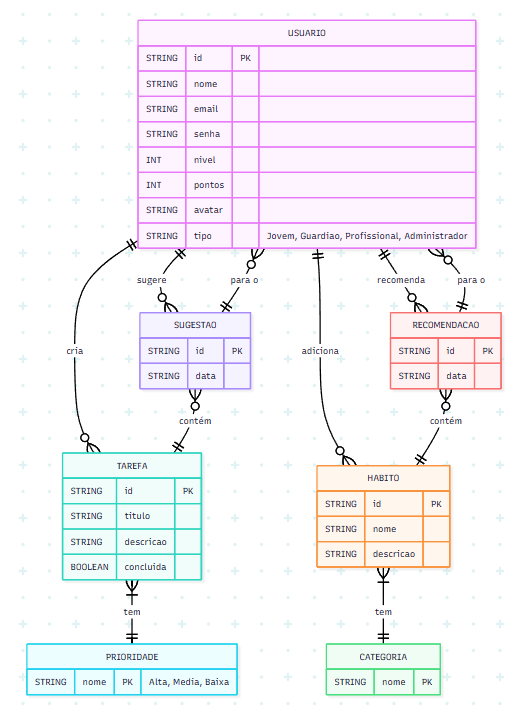 USUARIO
STRING id PK
STRING nome
STRING email
STRING senha
INT nivel
INT pontos
STRING avatar
STRING tipo Jovem, Guardiao, Profissional, Administrador
sugere para o recomenda para o
SUGESTAO
STRING id PK
STRING data
RECOMENDACAO
STRING id PK
STRING data
cria adiciona
contém contém
TAREFA
STRING id PK
STRING titulo
STRING descricao
BOOLEAN concluida
HABITO
STRING id PK
STRING nome
STRING descricao
tem tem
PRIORIDADE
STRING nome PK Alta, Media, Baixa
CATEGORIA
STRING nome PK